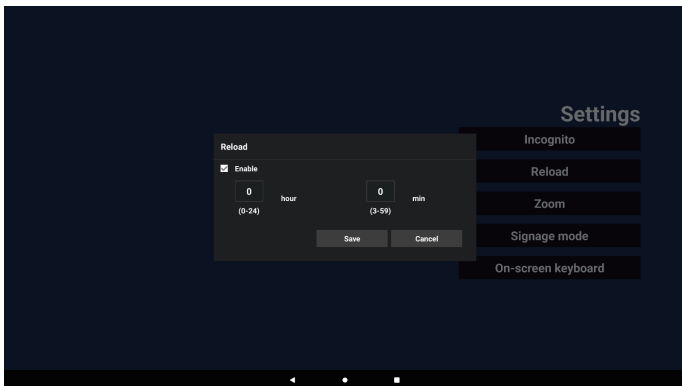 Settings
Incognito
Reload
Zoom
Signage mode
On-screen keyboard
Reload
Enable
0 hour 0 min
(0-24) (3-59)
Save Cancel